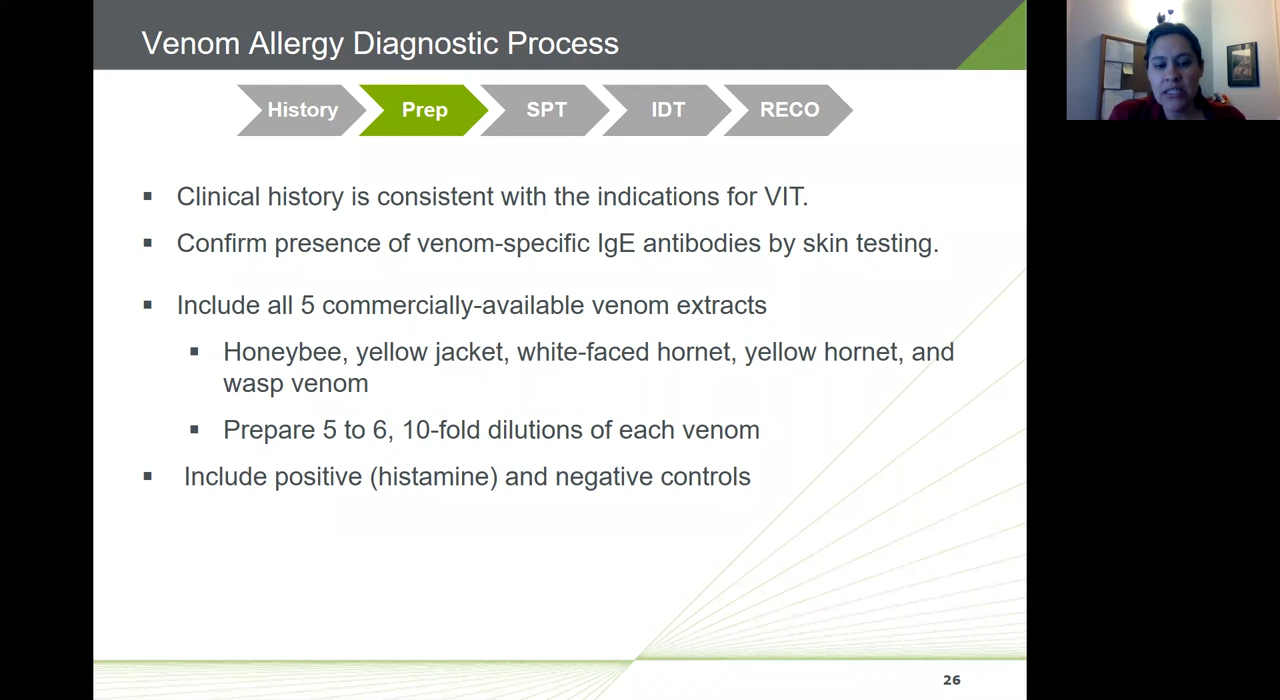 Venom Allergy Diagnostic Process
History Prep SPT IDT RECO
▪ Clinical history is consistent with the indications for VIT.
▪ Confirm presence of venom-specific IgE antibodies by skin testing.
▪ Include all 5 commercially-available venom extracts
▪ Honeybee, yellow jacket, white-faced hornet, yellow hornet, and
wasp venom
▪ Prepare 5 to 6, 10-fold dilutions of each venom
▪ Include positive (histamine) and negative controls
26